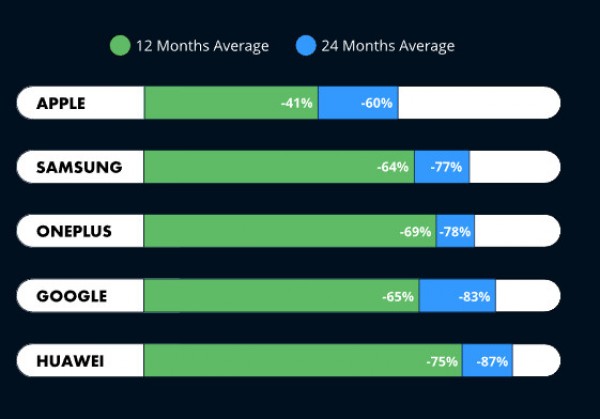 12 Months Average 24 Months Average
APPLE -41% -60%
SAMSUNG -64% -77%
ONEPLUS -69% -78%
GOOGLE -65% -83%
HUAWEI -75% -87%